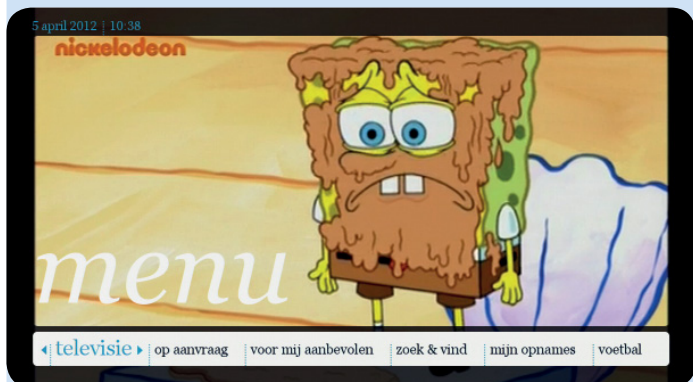 5 april 2012 | 10:38
nickelodeon
menu
televisie op aanvraag voor mij aanbevolen zoek & vind mijn opnames voetbal